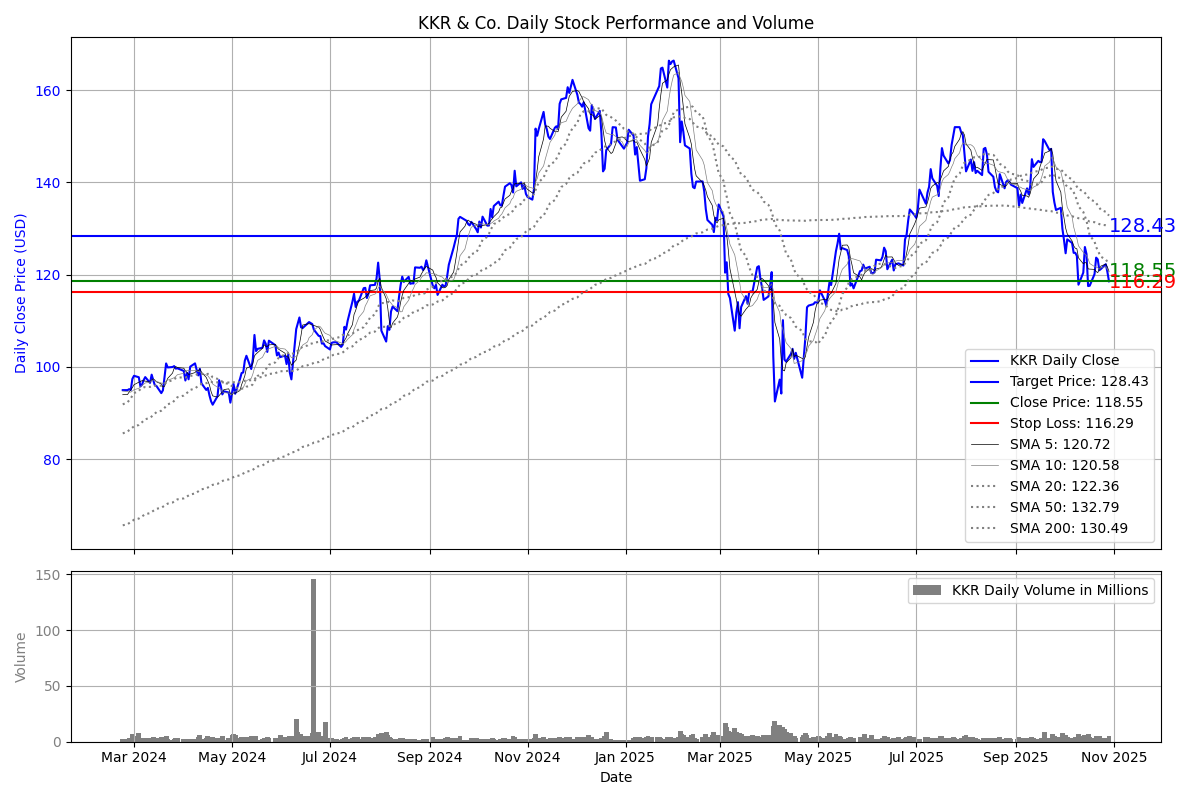 KKR & Co. Daily Stock Performance and Volume
Daily Close Price (USD)
160
140
120
100
80
128.43
118.55
116.29
KKR Daily Close
Target Price: 128.43
Close Price: 118.55
Stop Loss: 116.29
SMA 5: 120.72
SMA 10: 120.58
SMA 20: 122.36
SMA 50: 132.79
SMA 200: 130.49
Volume
150
100
50
0
KKR Daily Volume in Millions
Mar 2024 May 2024 Jul 2024 Sep 2024 Nov 2024 Jan 2025 Mar 2025 May 2025 Jul 2025 Sep 2025 Nov 2025
Date